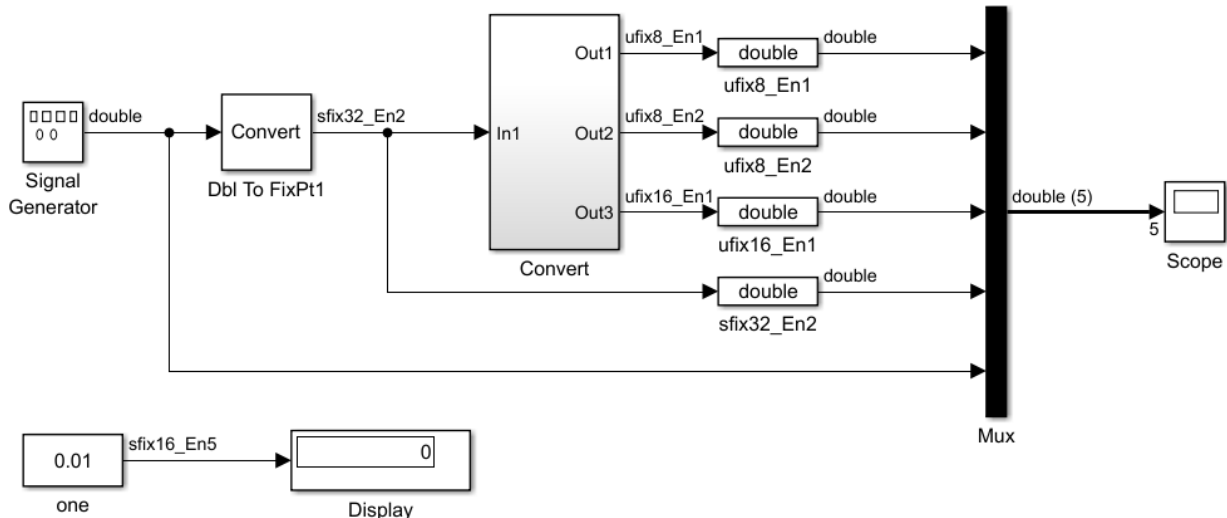 ufix8_En1
double
Out1
double
ufix8_En1
double
sfix32_En2
ufix8_En2
double
Convert
In1
Out2
double
Signal
Generator
Dbl To FixPt1
ufix8_En2
ufix16_En1
double
double (5)
Out3
double
5
ufix16_En1
Convert
Scope
double
double
sfix32_En2
Mux
sfix16_En5
0.01
0
one
Display